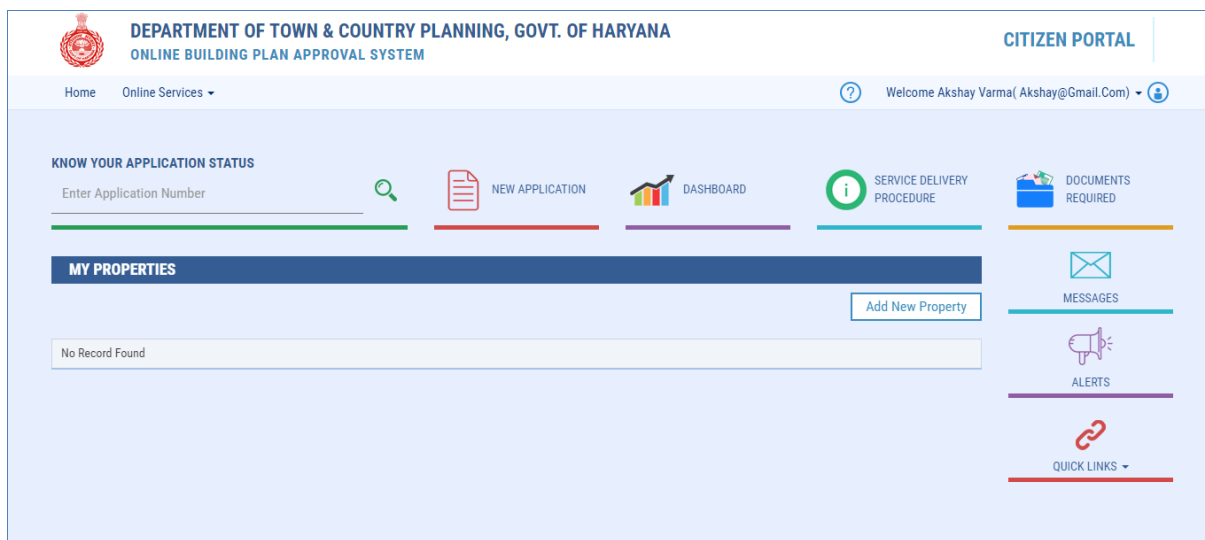 DEPARTMENT OF TOWN & COUNTRY PLANNING, GOVT. OF HARYANA
ONLINE BUILDING PLAN APPROVAL SYSTEM
CITIZEN PORTAL
Home
Online Services
?
Welcome Akshay Varma( Akshay@Gmail.Com)
KNOW YOUR APPLICATION STATUS
Enter Application Number
NEW APPLICATION
DASHBOARD
i
SERVICE DELIVERY
PROCEDURE
DOCUMENTS
REQUIRED
MY PROPERTIES
Add New Property
No Record Found
MESSAGES
ALERTS
QUICK LINKS